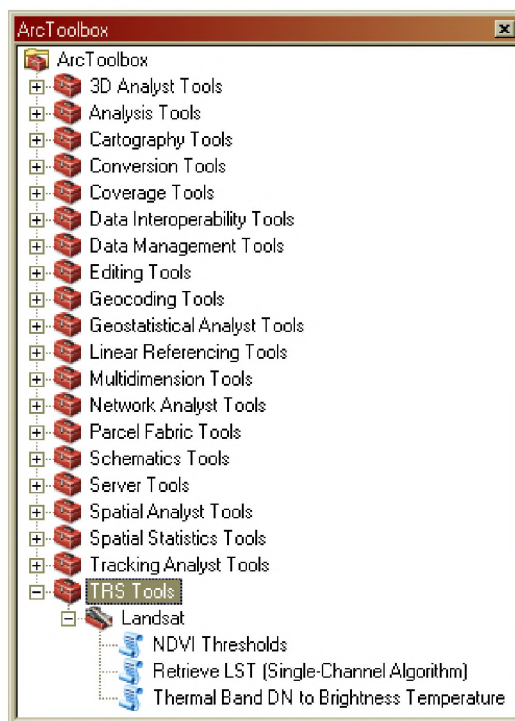 ArcToolbox
ArcToolbox
3D Analyst Tools
Analysis Tools
Cartography Tools
Conversion Tools
Coverage Tools
Data Interoperability Tools
Data Management Tools
Editing Tools
Geocoding Tools
Geostatistical Analyst Tools
Linear Referencing Tools
Multidimension Tools
Network Analyst Tools
Parcel Fabric Tools
Schematics Tools
Server Tools
Spatial Analyst Tools
Spatial Statistics Tools
Tracking Analyst Tools
TRS Tools
Landsat
NDVI Thresholds
Retrieve LST (Single-Channel Algorithm)
Thermal Band DN to Brightness Temperature